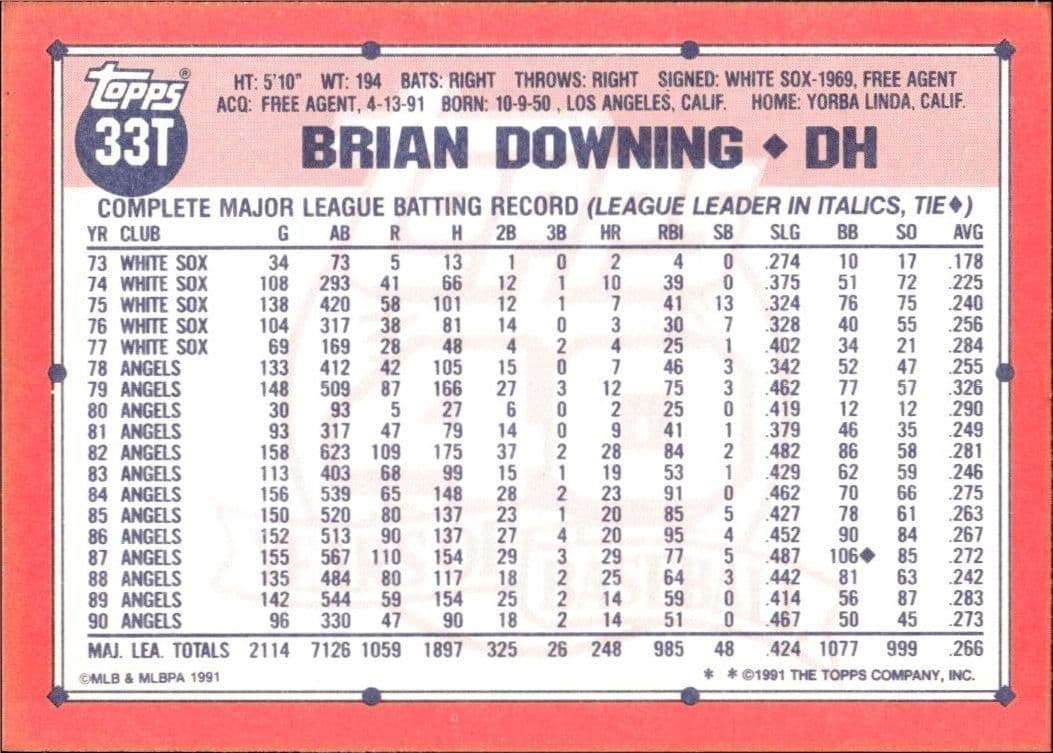 TOPPS®
33T
HT: 5'10" WT: 194 BATS: RIGHT THROWS: RIGHT SIGNED: WHITE SOX-1969, FREE AGENT
ACQ: FREE AGENT, 4-13-91 BORN: 10-9-50, LOS ANGELES, CALIF. HOME: YORBA LINDA, CALIF.
BRIAN DOWNING ◆ DH
COMPLETE MAJOR LEAGUE BATTING RECORD (LEAGUE LEADER IN ITALICS, TIE◆)
YR CLUB G AB R H 2B 3B HR RBI SB SLG BB SO AVG
73 WHITE SOX 34 73 5 13 1 0 2 4 0 .274 10 17 .178
74 WHITE SOX 108 293 41 66 12 1 10 39 0 .375 51 72 .225
75 WHITE SOX 138 420 58 101 12 1 7 41 13 .324 76 75 .240
76 WHITE SOX 104 317 38 81 14 0 3 30 7 .328 40 55 .256
77 WHITE SOX 69 169 28 48 4 2 4 25 1 .402 34 21 .284
78 ANGELS 133 412 42 105 15 0 7 46 3 .342 52 47 .255
79 ANGELS 148 509 87 166 27 3 12 75 3 .462 77 57 .326
80 ANGELS 30 93 5 27 6 0 2 25 0 .419 12 12 .290
81 ANGELS 93 317 47 79 14 0 9 41 1 .379 46 35 .249
82 ANGELS 158 623 109 175 37 2 28 84 2 .482 86 58 .281
83 ANGELS 113 403 68 99 15 1 19 53 1 .429 62 59 .246
84 ANGELS 156 539 65 148 28 2 23 91 0 .462 70 66 .275
85 ANGELS 150 520 80 137 23 1 20 85 5 .427 78 61 .263
86 ANGELS 152 513 90 137 27 4 20 95 4 .452 90 84 .267
87 ANGELS 155 567 110 154 29 3 29 77 5 .487 106◆ 85 .272
88 ANGELS 135 484 80 117 18 2 25 64 3 .442 81 63 .242
89 ANGELS 142 544 59 154 25 2 14 59 0 .414 56 87 .283
90 ANGELS 96 330 47 90 18 2 14 51 0 .467 50 45 .273
MAJ. LEA. TOTALS 2114 7126 1059 1897 325 26 248 985 48 .424 1077 999 .266
©MLB & MLBPA 1991 * * ©1991 THE TOPPS COMPANY, INC.